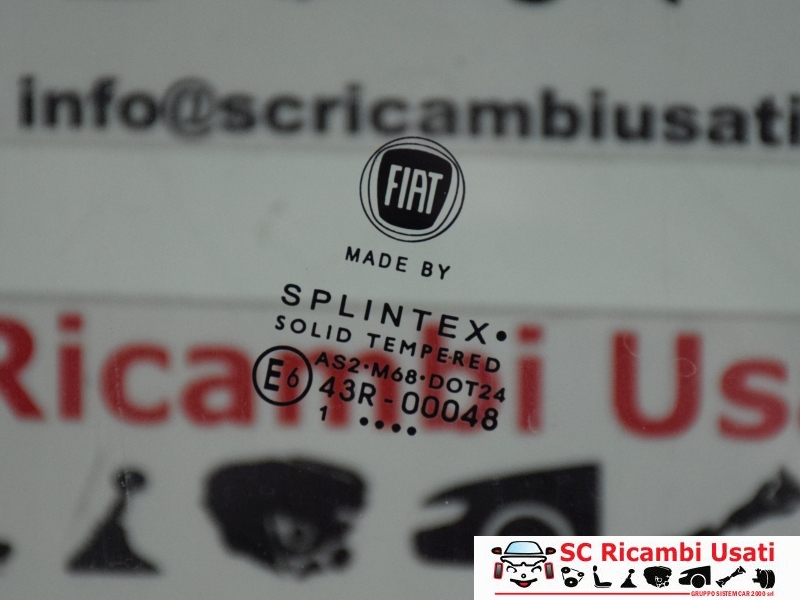 info@scricambiusati
FIAT
MADE BY
SPLINTEX•
SOLID TEMPERED
AS2•M68•DOT24
E6 43R-00048
1 ••••
Ricambi Usa
SC Ricambi Usati
GRUPPO SISTEMCAR 2000 srl